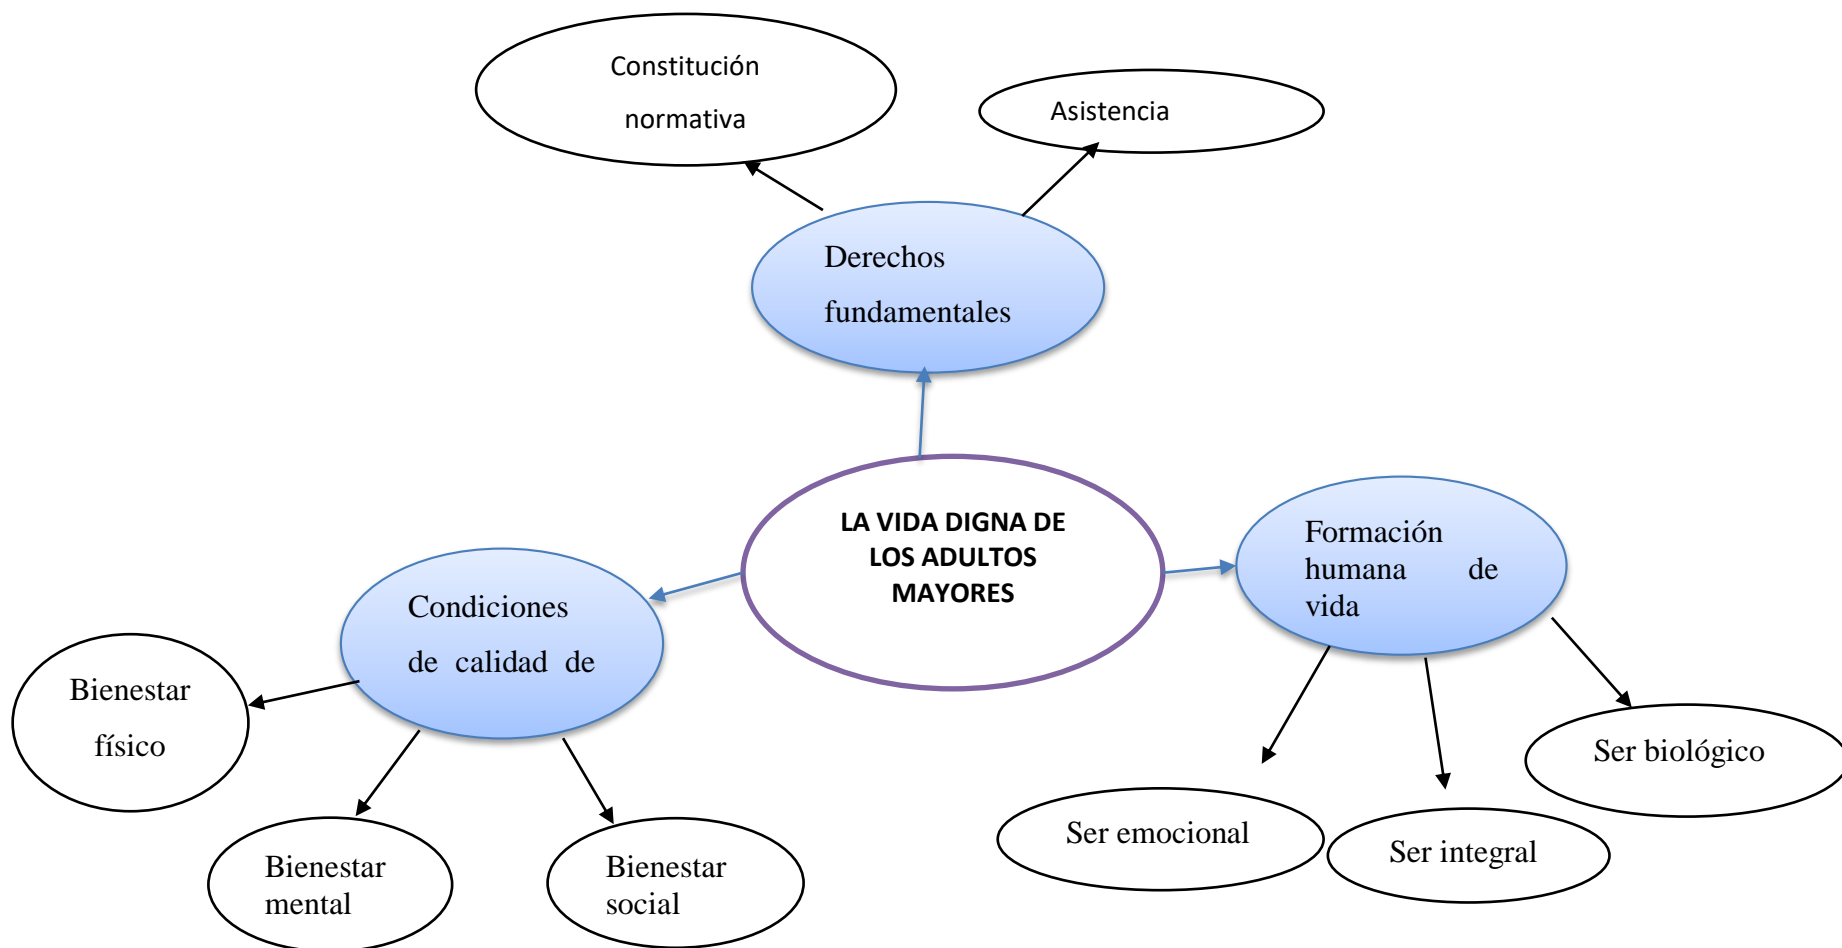 Constitución
normativa
Asistencia
Derechos
fundamentales
LA VIDA DIGNA DE
LOS ADULTOS
MAYORES
Formación
humana de
vida
Condiciones
de calidad de
Bienestar
físico
Bienestar
mental
Bienestar
social
Ser emocional
Ser integral
Ser biológico